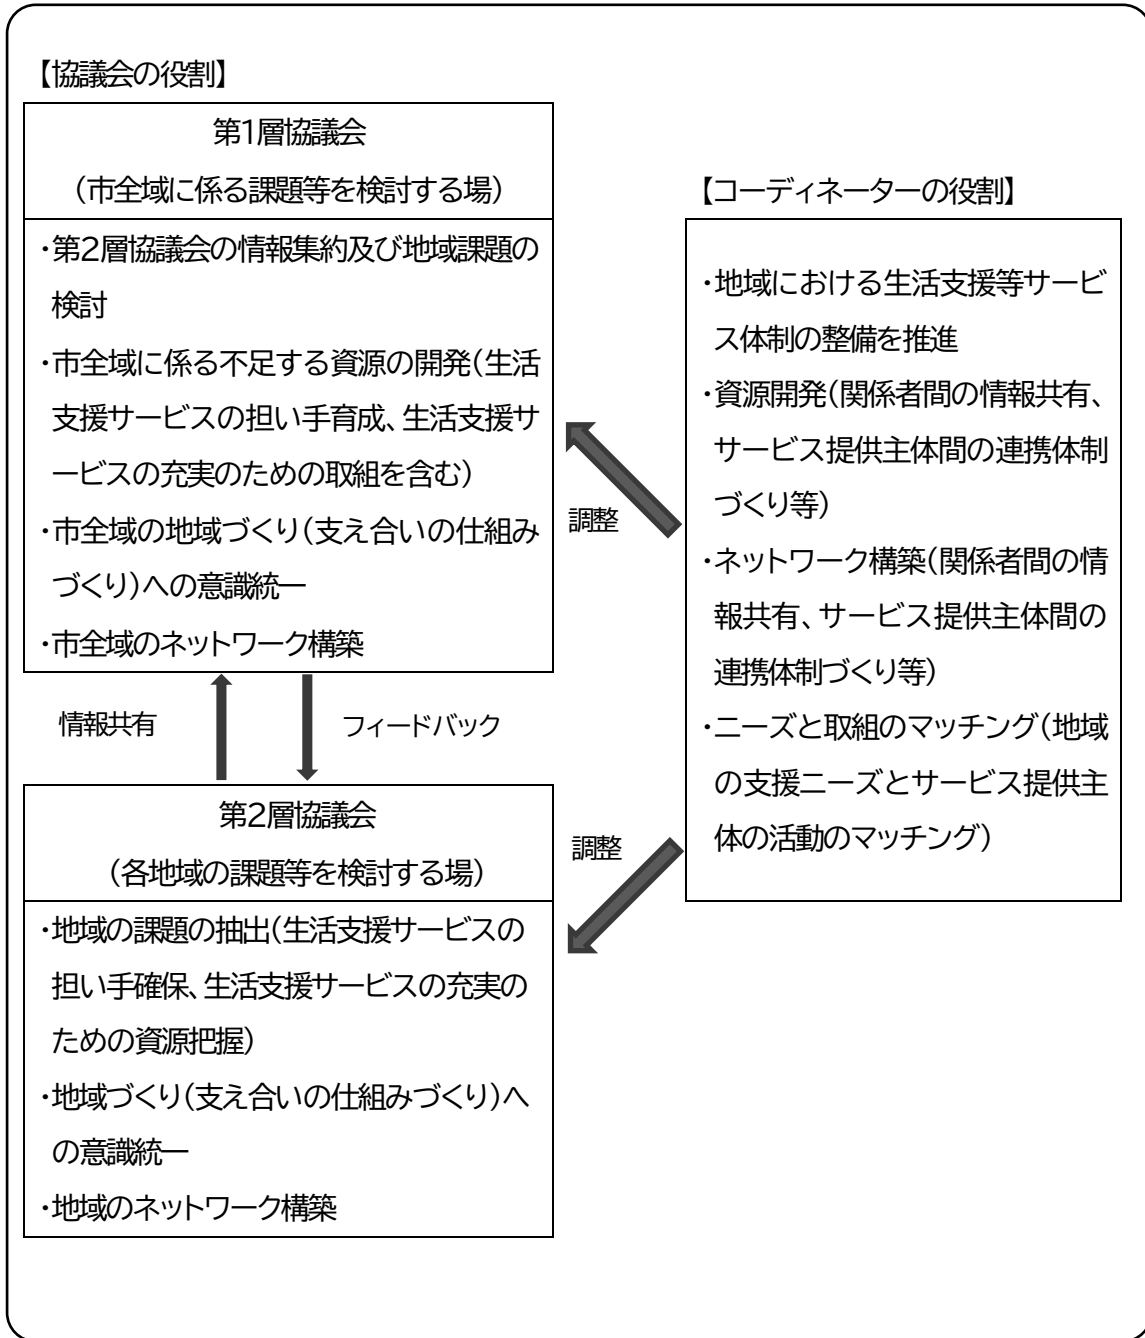 【協議会の役割】
第1層協議会
(市全域に係る課題等を検討する場)
・第2層協議会の情報集約及び地域課題の
検討
・市全域に係る不足する資源の開発(生活
支援サービスの担い手育成、生活支援サ
ービスの充実のための取組を含む)
・市全域の地域づくり(支え合いの仕組み
づくり)への意識統一
・市全域のネットワーク構築
情報共有
フィードバック
第2層協議会
(各地域の課題等を検討する場)
・地域の課題の抽出(生活支援サービスの
担い手確保、生活支援サービスの充実の
ための資源把握)
・地域づくり(支え合いの仕組みづくり)へ
の意識統一
・地域のネットワーク構築
調整
調整
【コーディネーターの役割】
・地域における生活支援等サービ
ス体制の整備を推進
・資源開発(関係者間の情報共有、
サービス提供主体間の連携体制
づくり等)
・ネットワーク構築(関係者間の情
報共有、サービス提供主体間の
連携体制づくり等)
・ニーズと取組のマッチング(地域
の支援ニーズとサービス提供主
体の活動のマッチング)